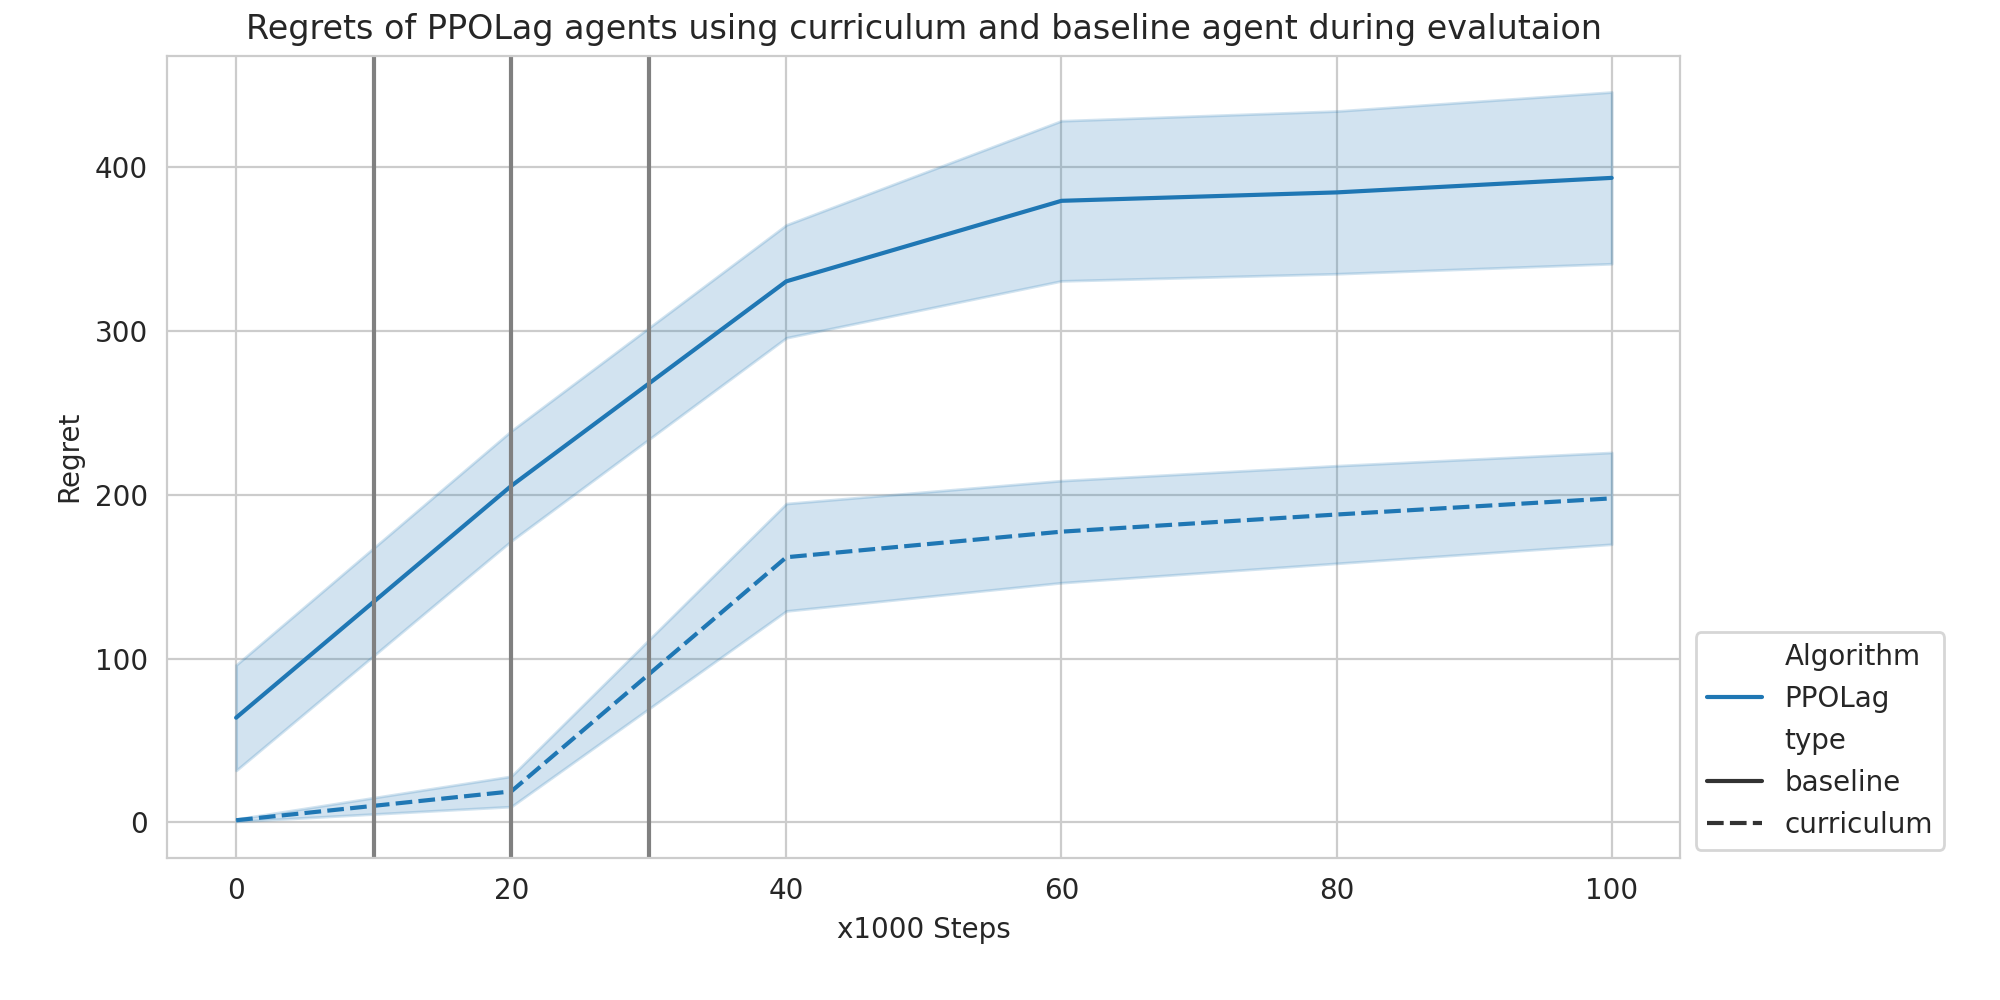 Regrets of PPOLag agents using curriculum and baseline agent during evalutaion
400
300
200
100
0
Regret
0 20 40 60 80 100
x1000 Steps
Algorithm
PPOLag
type
baseline
curriculum